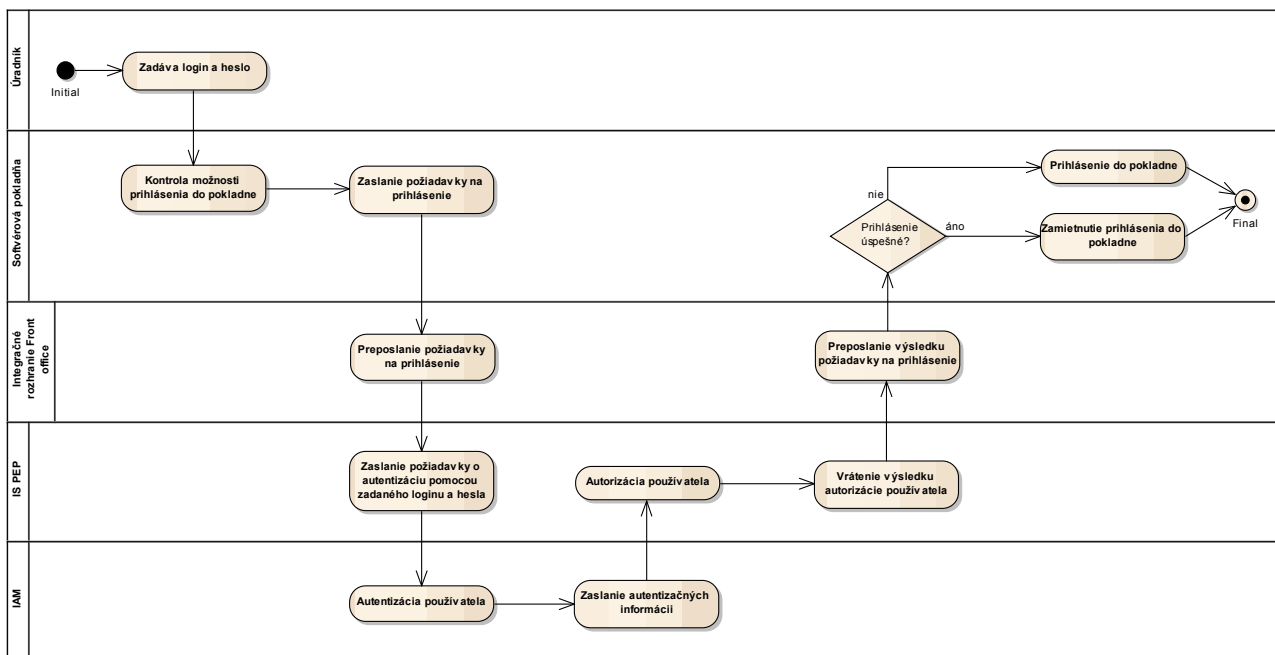 Úradník
Initial
Zadáva login a heslo
Softvérová pokladňa
Kontrola možnosti
prihlásenia do pokladne
Zaslanie požiadavky na
prihlásenie
Prihlásenie
úspešné?
nie
áno
Prihlásenie do pokladne
Zamietnutie prihlásenia do
pokladne
Final
Integračné
rozhranie Front
office
Preposlanie požiadavky
na prihlásenie
Preposlanie výsledku
požiadavky na prihlásenie
IS PEP
Zaslanie požiadavky o
autentizáciu pomocou
zadaného loginu a hesla
Autorizácia používateľa
Vrátenie výsledku
autorizácie používateľa
IAM
Autentizácia používateľa
Zaslanie autentizačných
informácii